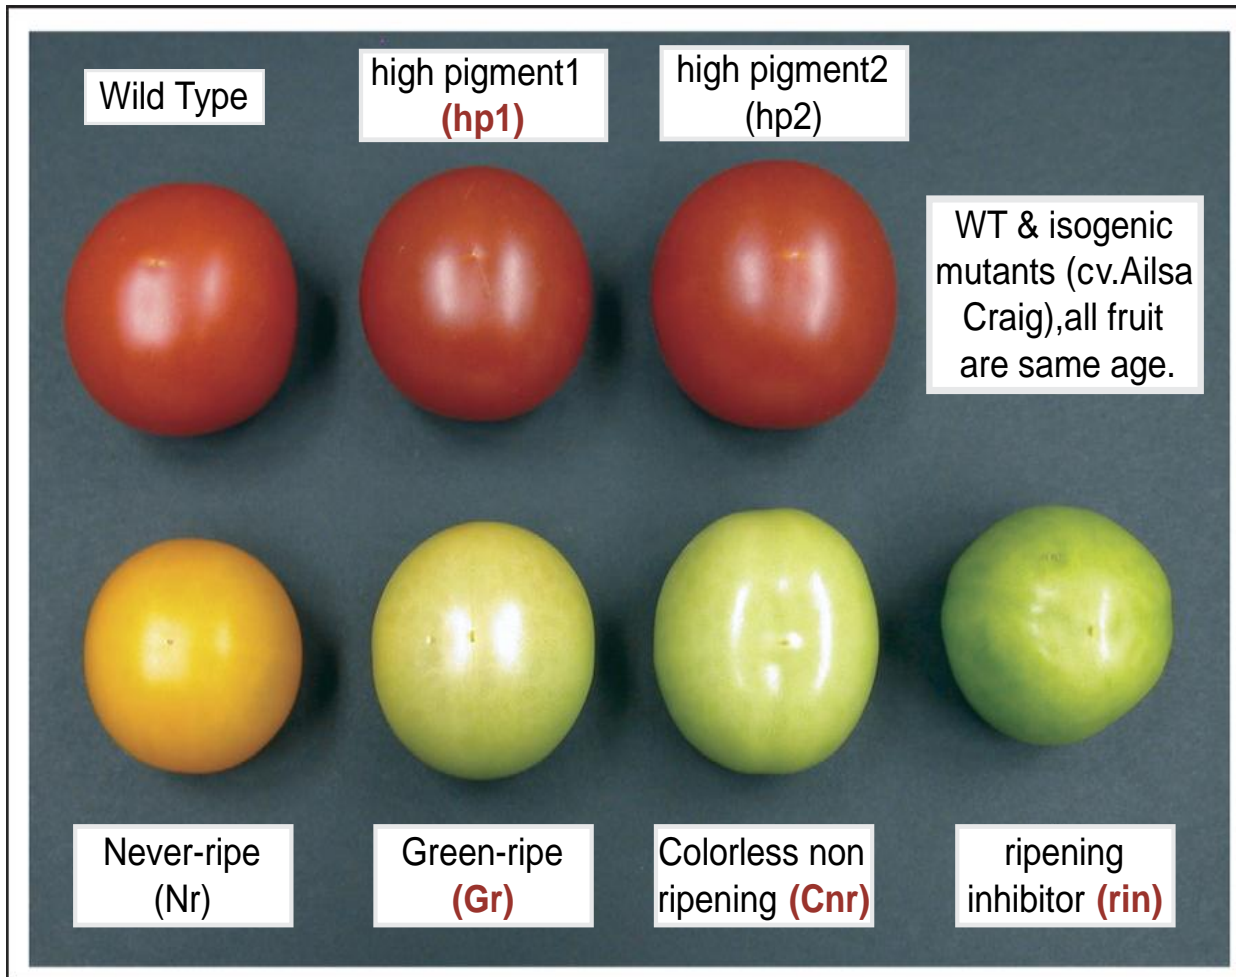 Wild Type
high pigment1
(hp1)
high pigment2
(hp2)
WT & isogenic
mutants (cv.Ailsa
Craig),all fruit
are same age.
Never-ripe
(Nr)
Green-ripe
(Gr)
Colorless non
ripening (Cnr)
ripening
inhibitor (rin)